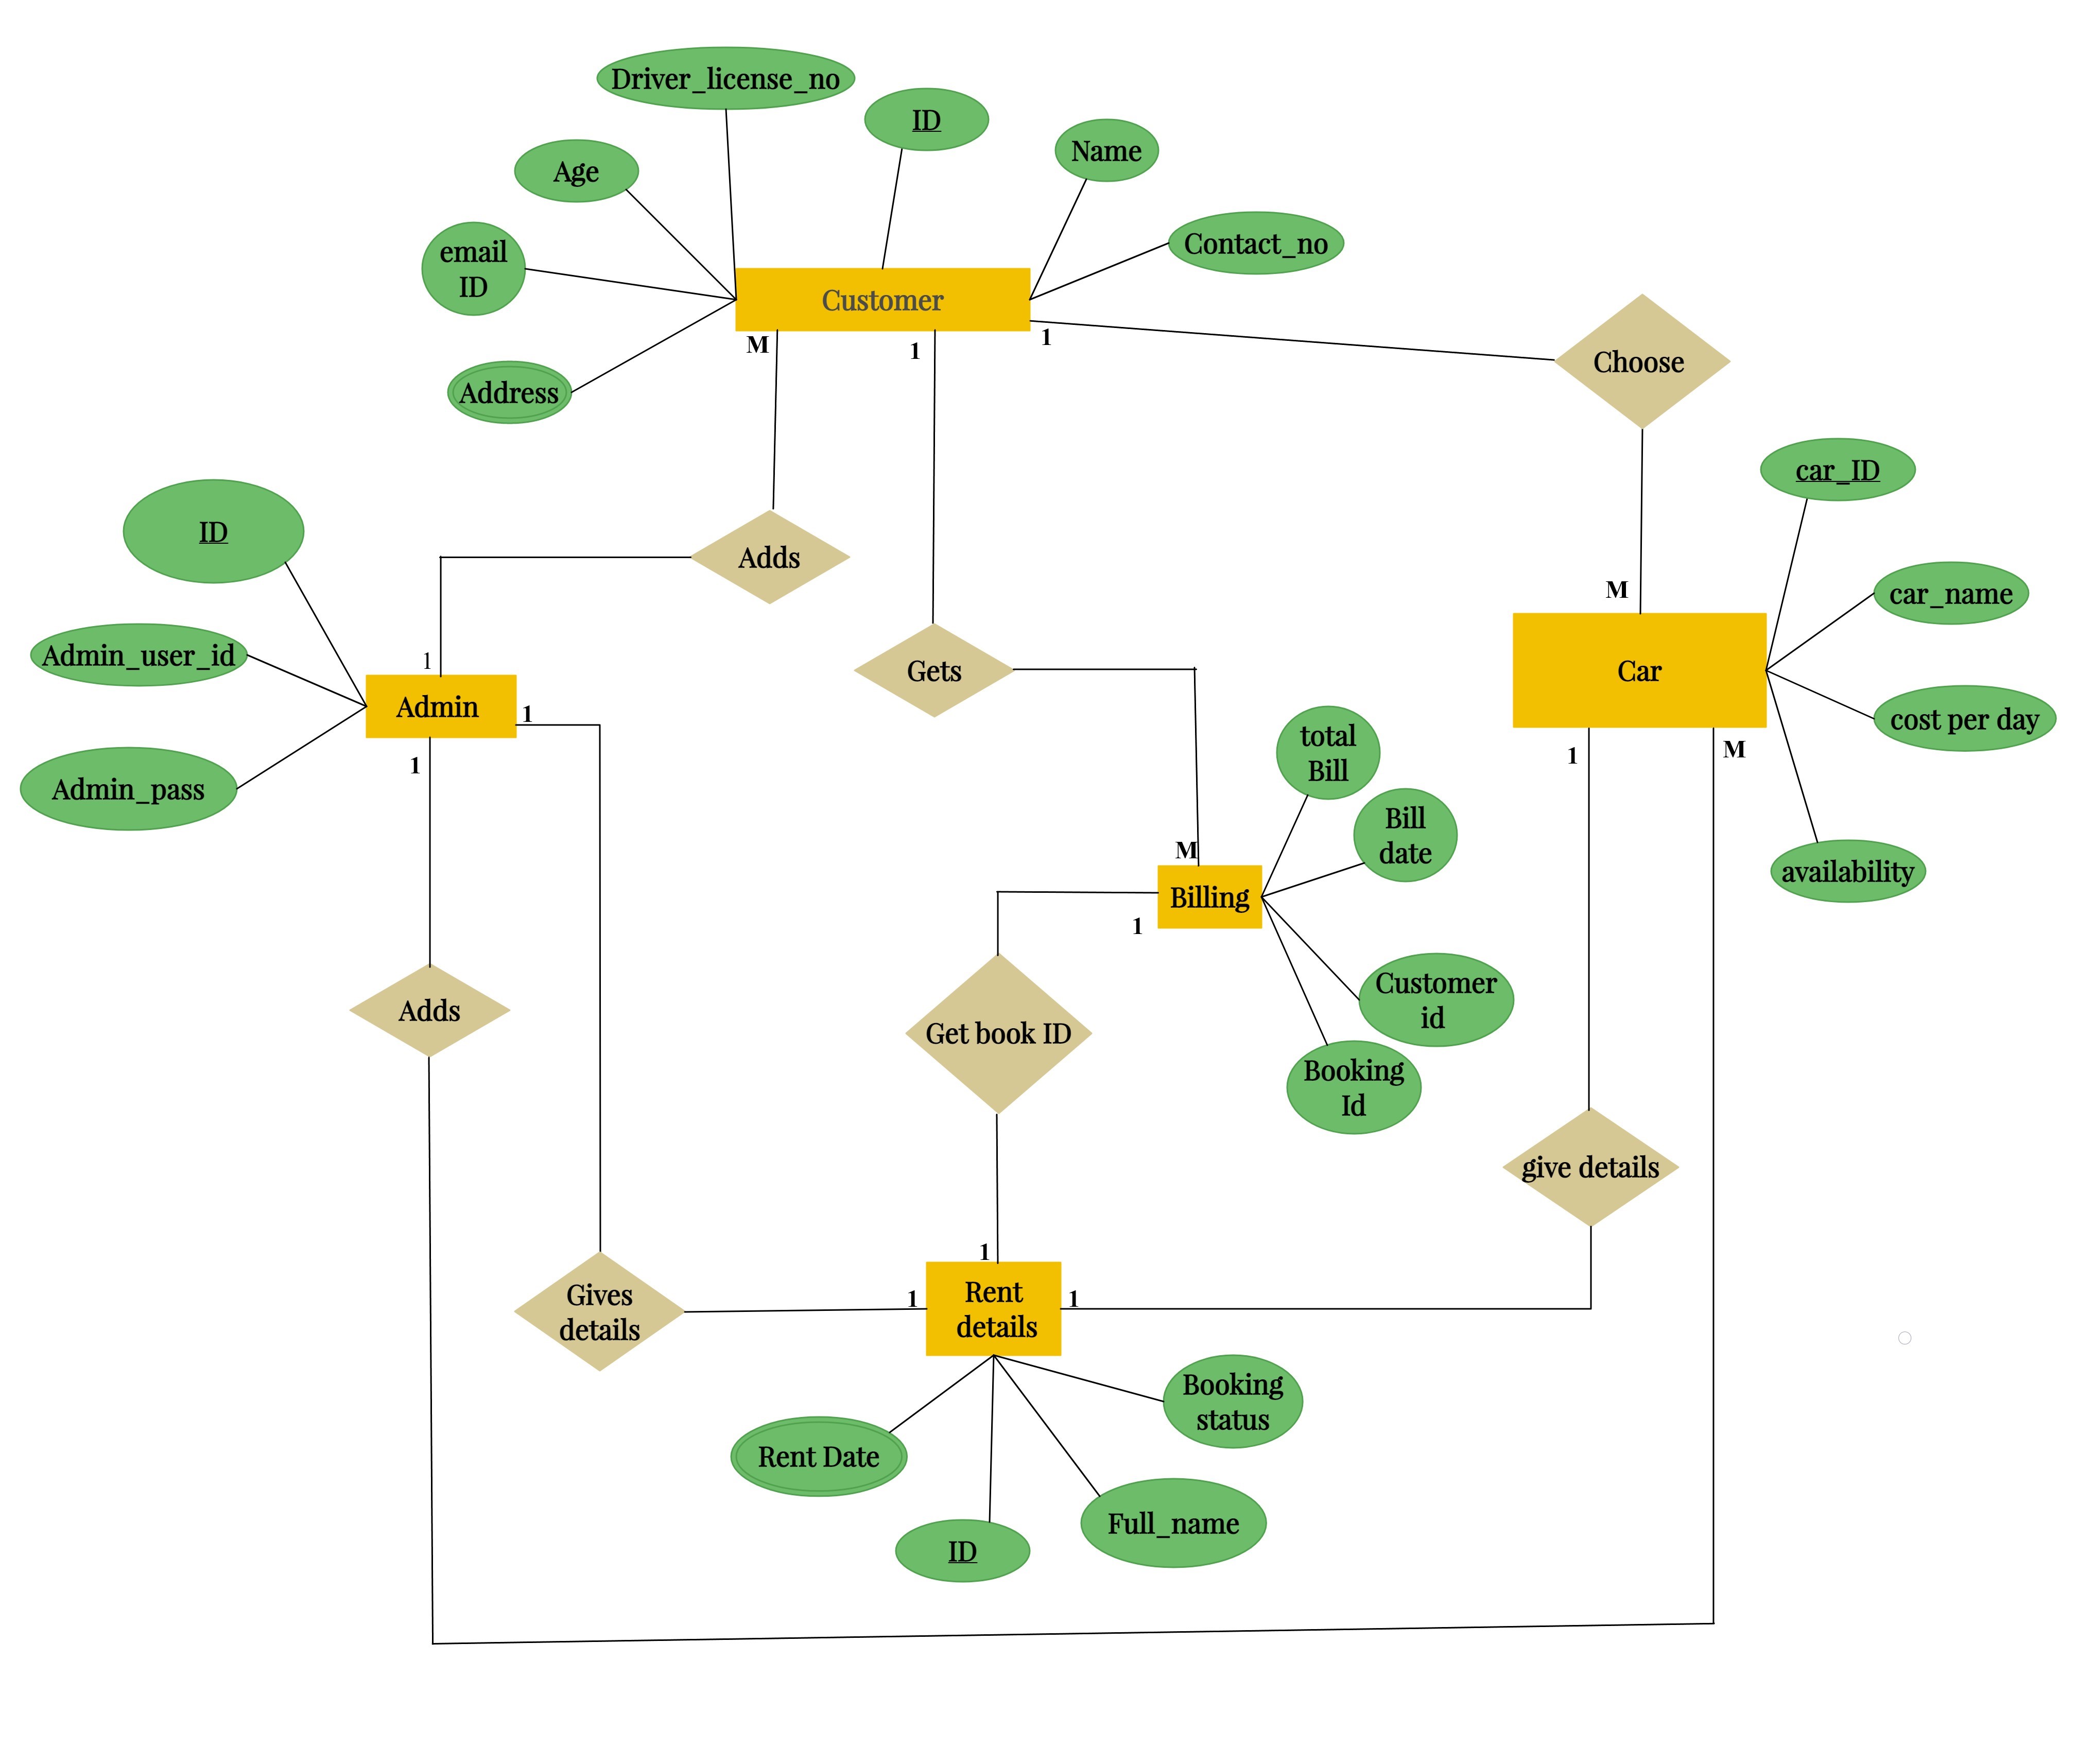 Driver_license_no
ID
Name
Age
Contact_no
email
ID
Customer
Address
M
1
1
Choose
car_ID
ID
Adds
car_name
M
Admin_user_id
1
Gets
Car
Admin
1
cost per day
total
Bill
1
1
M
Admin_pass
Bill
date
M
availability
Billing
1
Customer
id
Adds
Get book ID
Booking
Id
give details
1
Gives
details
1
Rent
details
1
Booking
status
Rent Date
Full_name
ID